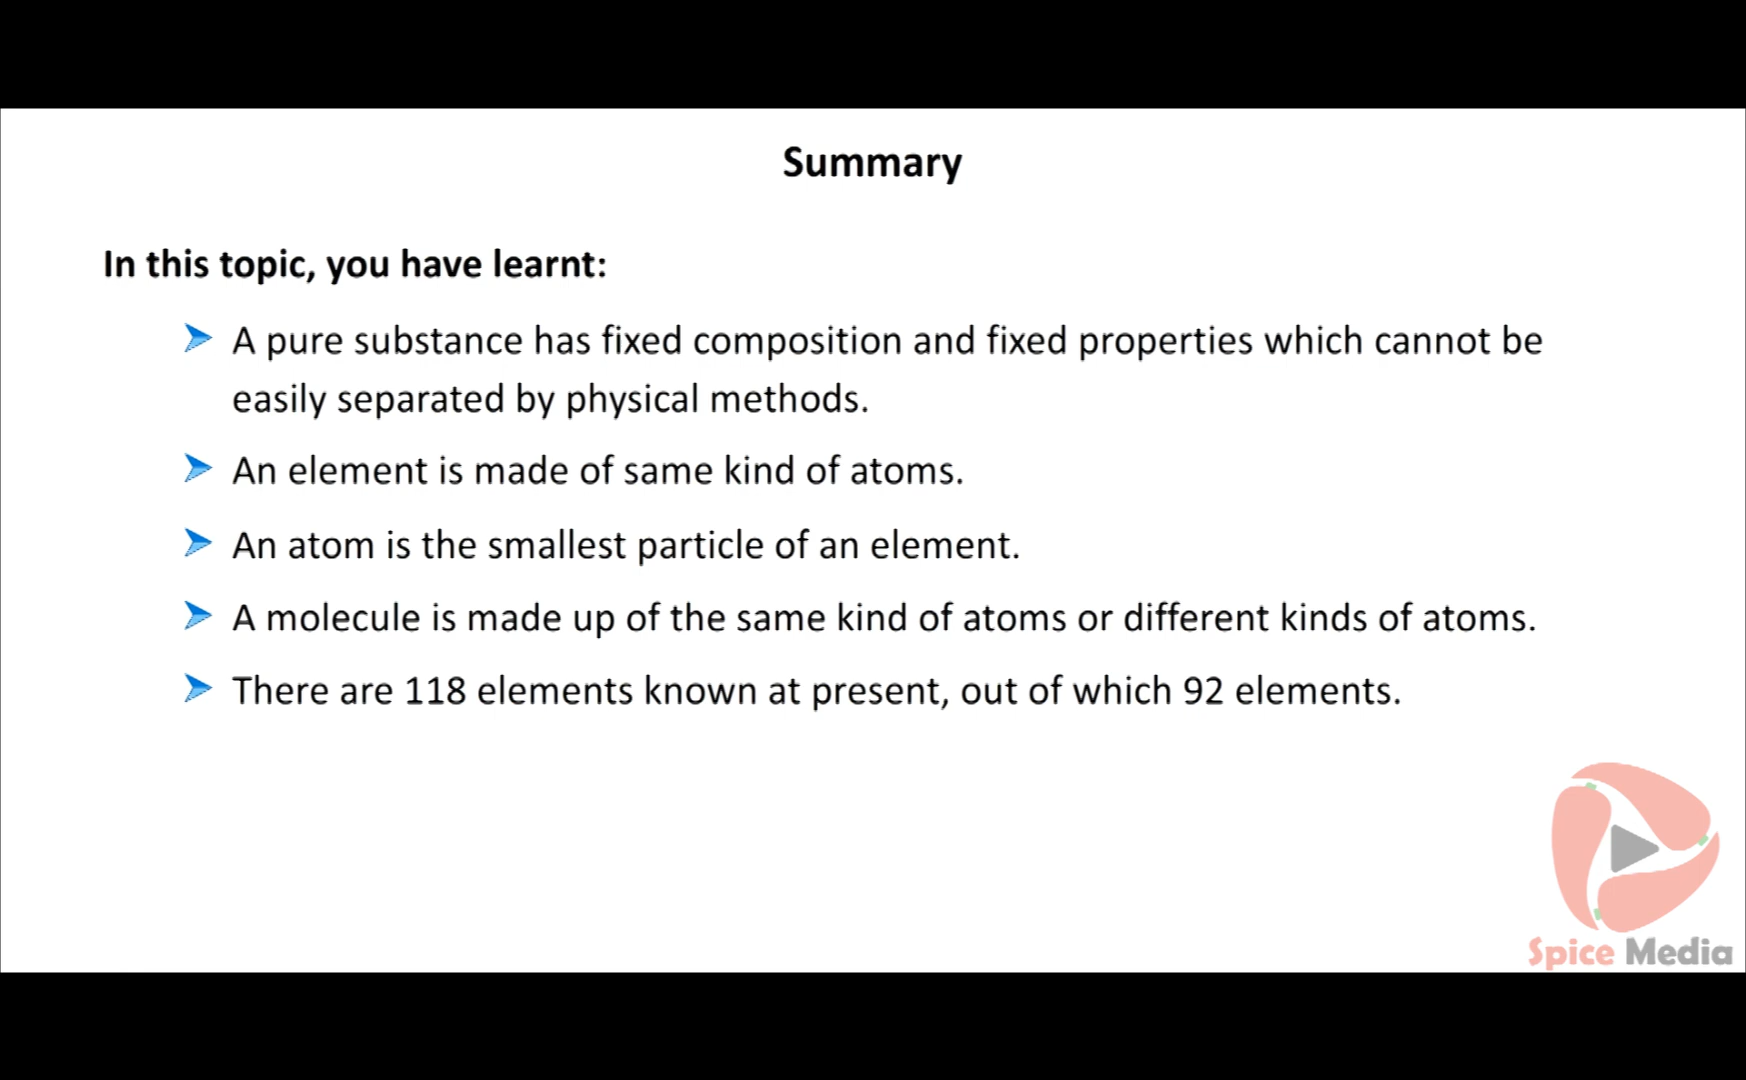 Summary
In this topic, you have learnt:
A pure substance has fixed composition and fixed properties which cannot be
easily separated by physical methods.
An element is made of same kind of atoms.
An atom is the smallest particle of an element.
A molecule is made up of the same kind of atoms or different kinds of atoms.
There are 118 elements known at present, out of which 92 elements.
Spice Media